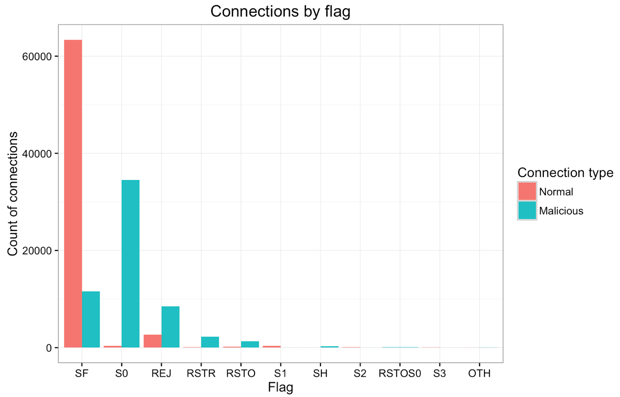 Connections by flag
Count of connections
60000
40000
20000
0
SF S0 REJ RSTR RSTO S1 SH S2 RSTOS0 S3 OTH
Flag
Connection type
Normal
Malicious